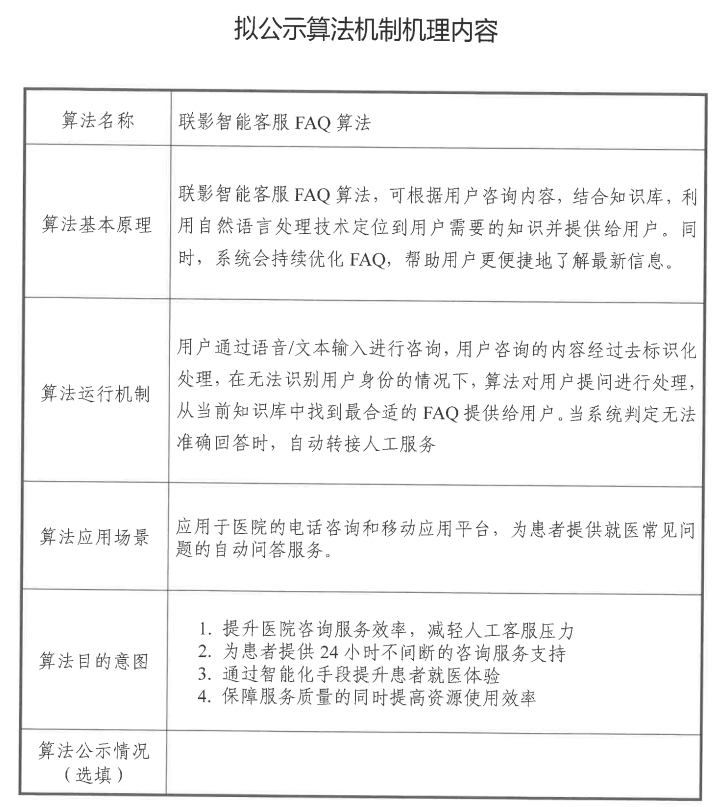 拟公示算法机制机理内容
算法名称
联影智能客服 FAQ 算法
算法基本原理
联影智能客服 FAQ 算法，可根据用户咨询内容，结合知识库，利
用自然语言处理技术定位到用户需要的知识并提供给用户。同
时，系统会持续优化 FAQ，帮助用户更便捷地了解最新信息。
算法运行机制
用户通过语音/文本输入进行咨询，用户咨询的内容经过去标识化
处理，在无法识别用户身份的情况下，算法对用户提问进行处理，
从当前知识库中找到最合适的 FAQ 提供给用户。当系统判定无法
准确回答时，自动转接人工服务
算法应用场景
应用于医院的电话咨询和移动应用平台，为患者提供就医常见问
题的自动问答服务。
算法目的意图
1. 提升医院咨询服务效率，减轻人工客服压力
2. 为患者提供 24 小时不间断的咨询服务支持
3. 通过智能化手段提升患者就医体验
4. 保障服务质量的同时提高资源使用效率
算法公示情况
（选填）